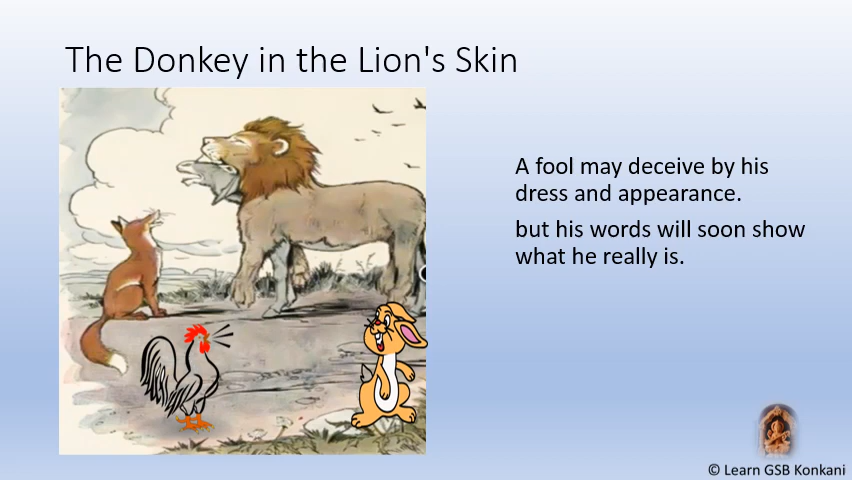 The Donkey in the Lion's Skin
A fool may deceive by his
dress and appearance.
but his words will soon show
what he really is.
© Learn GSB Konkani